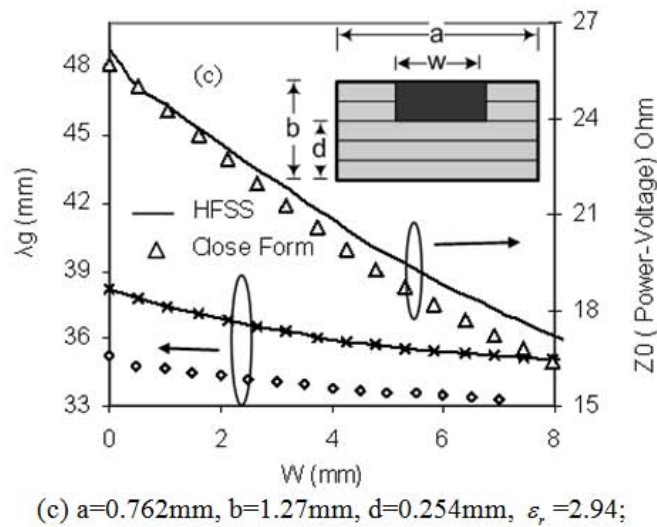 27
a
48
(c)
w
24
45
b
d
λg (mm)
42
HFSS
21
Close Form
39
18
36
33
15
0
2
4
6
8
W (mm)
Z0 ( Power-Voltage) Ohm
(c) a=0.762mm, b=1.27mm, d=0.254mm, εr =2.94;